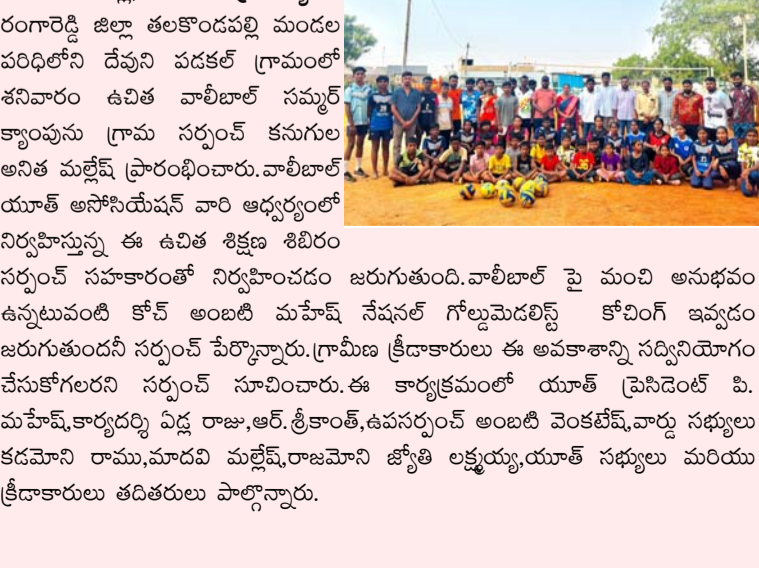 రంగారెడ్డి జిల్లా తలకొండపల్లి మండల
పరిధిలోని దేవుని పడకల్ గ్రామంలో
శనివారం ఉచిత వాలీబాల్ సమ్మర్
క్యాంపును గ్రామ సర్పంచ్ కనుగుల
అనిత మల్లేష్ ప్రారంభించారు.వాలీబాల్
యూత్ అసోసియేషన్ వారి ఆధ్వర్యంలో
నిర్వహిస్తున్న ఈ ఉచిత శిక్షణ శిబిరం
సర్పంచ్ సహకారంతో నిర్వహించడం జరుగుతుంది.వాలీబాల్ పై మంచి అనుభవం
ఉన్నటువంటి కోచ్ అంబటి మహేష్ నేషనల్ గోల్డుమెడలిస్ట్ కోచింగ్ ఇవ్వడం
జరుగుతుందనీ సర్పంచ్ పేర్కొన్నారు.గ్రామీణ క్రీడాకారులు ఈ అవకాశాన్ని సద్వినియోగం
చేసుకోగలరని సర్పంచ్ సూచించారు.ఈ కార్యక్రమంలో యూత్ ప్రెసిడెంట్ పి.
మహేష్,కార్యదర్శి ఏడ్ల రాజు,ఆర్.శ్రీకాంత్,ఉపసర్పంచ్ అంబటి వెంకటేష్,వార్డు సభ్యులు
కడమోని రాము,మాదవి మల్లేష్,రాజమోని జ్యోతి లక్ష్మయ్య,యూత్ సభ్యులు మరియు
క్రీడాకారులు తదితరులు పాల్గొన్నారు.